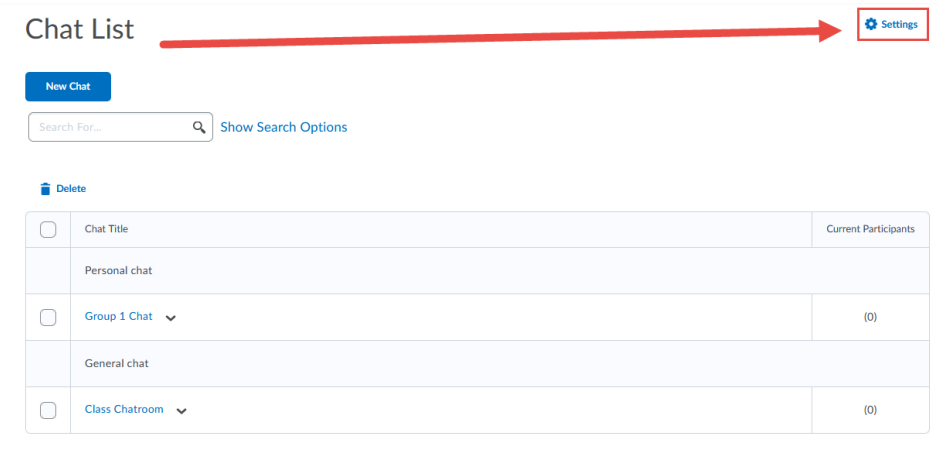 Chat List
Settings
New Chat
Search For...
Show Search Options
Delete
Chat Title
Current Participants
Personal chat
Group 1 Chat
(0)
General chat
Class Chatroom
(0)